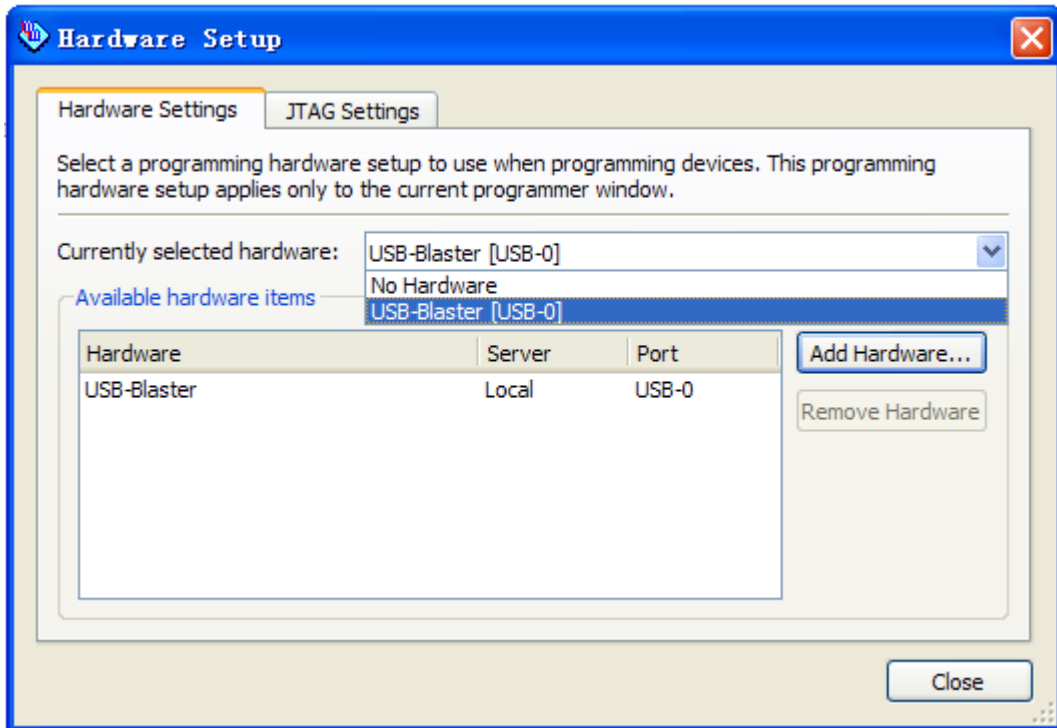 Hardware Setup
Hardware Settings
JTAG Settings
Select a programming hardware setup to use when programming devices. This programming
hardware setup applies only to the current programmer window.
Currently selected hardware:
USB-Blaster [USB-0]
No Hardware
USB-Blaster [USB-0]
Available hardware items
Hardware Server Port
USB-Blaster Local USB-0
Add Hardware...
Remove Hardware
Close